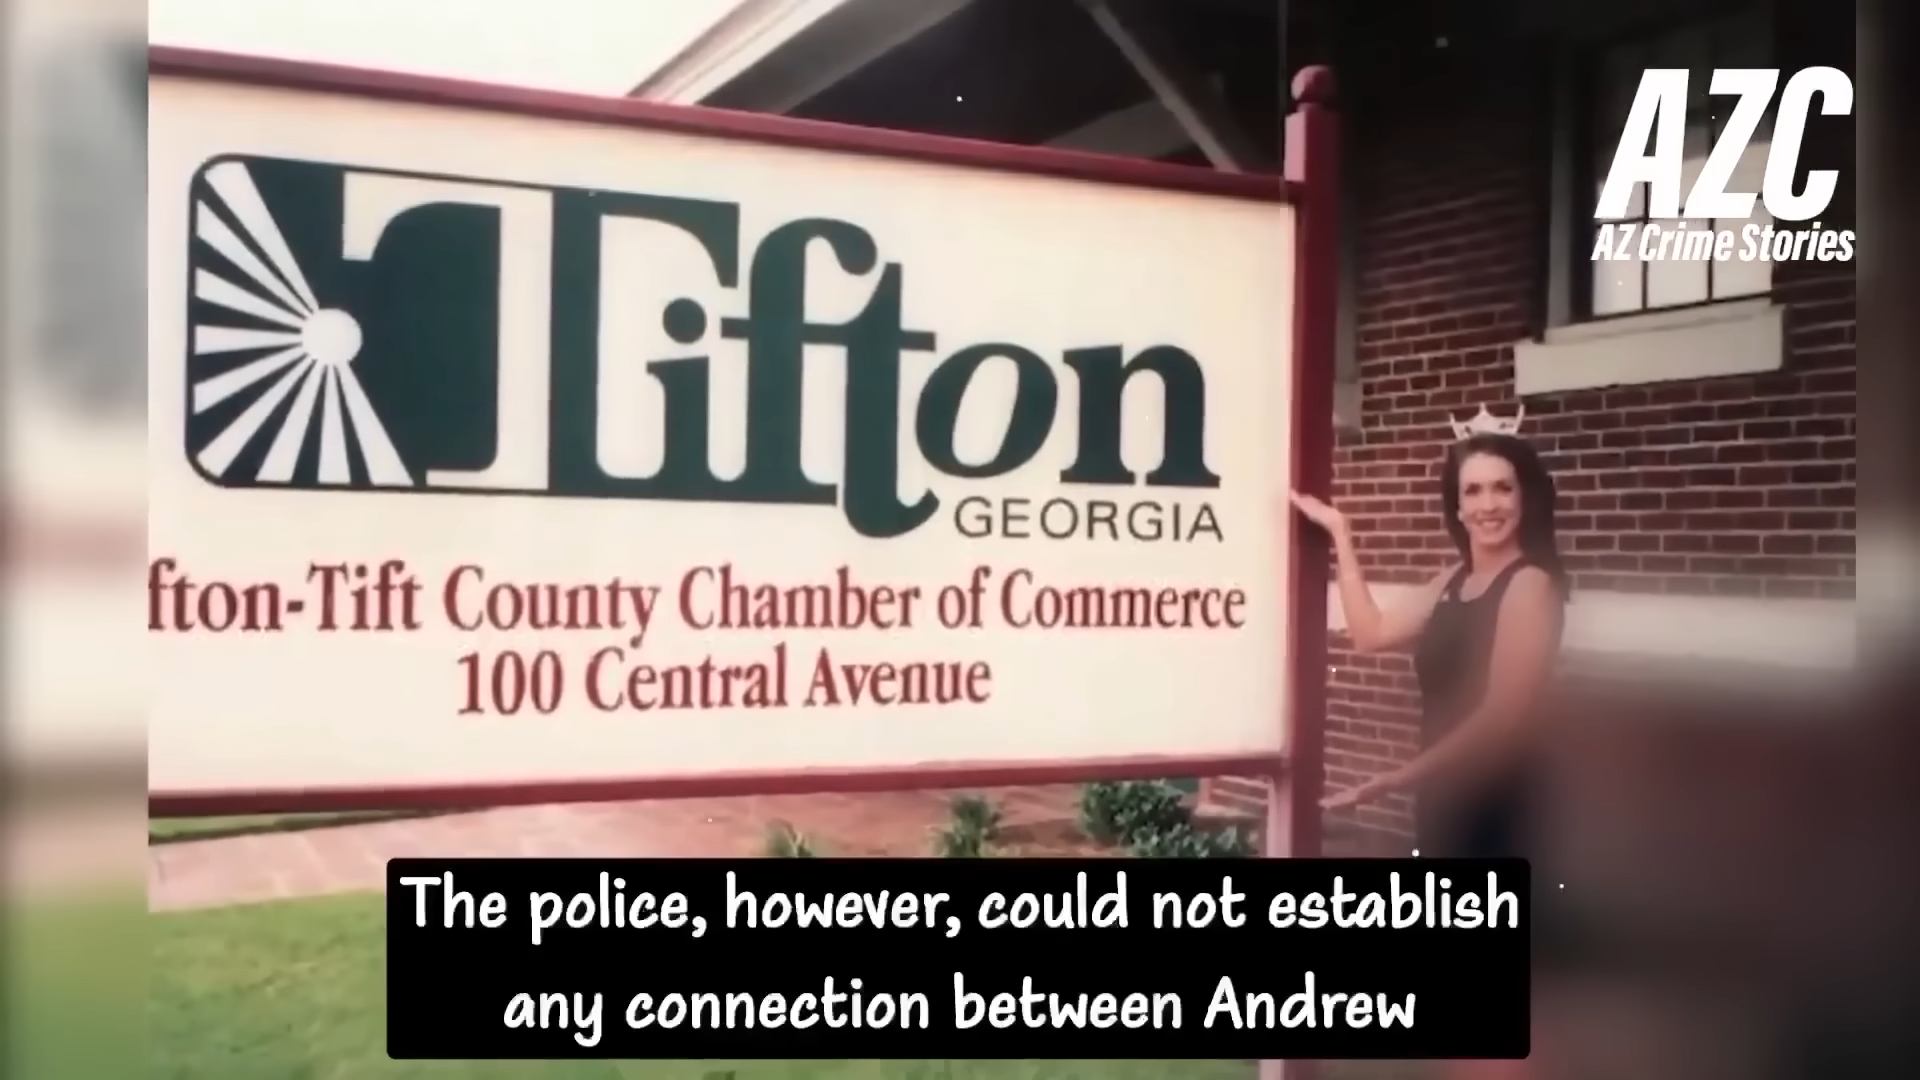 AZC
AZ Crime Stories
Tifton
GEORGIA
fton-Tift County Chamber of Commerce
100 Central Avenue
The police, however, could not establish
any connection between Andrew